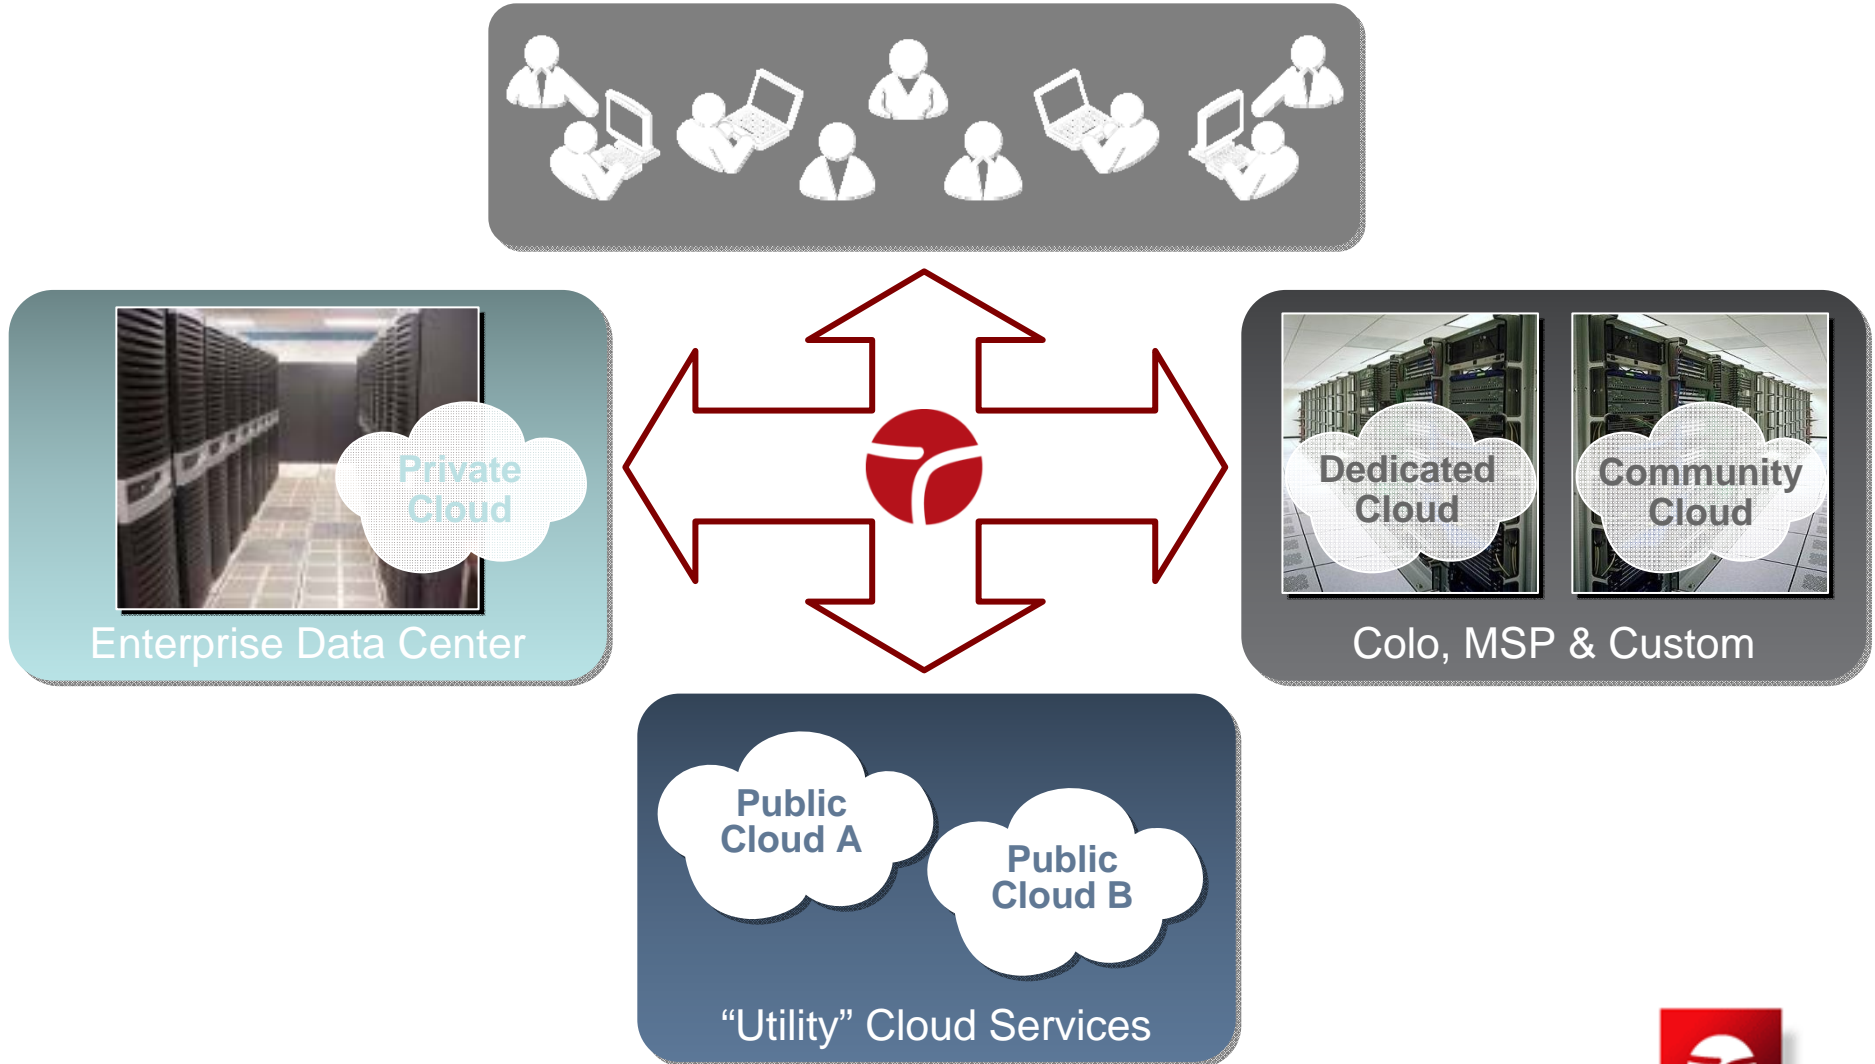 Private
Cloud
Enterprise Data Center
Dedicated
Cloud
Community
Cloud
Colo, MSP & Custom
Public
Cloud A
Public
Cloud B
“Utility” Cloud Services